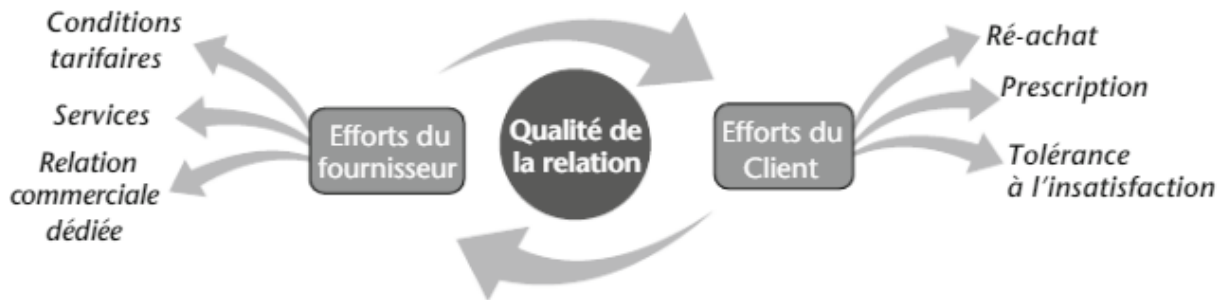 Conditions
tarifaires
Services
Relation
commerciale
dédiée
Efforts du
fournisseur
Qualité de
la relation
Efforts du
Client
Ré-achat
Prescription
Tolérance
à l'insatisfaction